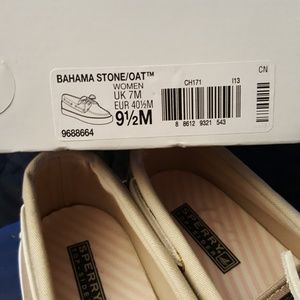 BAHAMA STONE/OAT™
WOMEN
UK 7M
EUR 40½M
9½M
9688664
CH171
I13
CN
8 8612 9321 543
SPERRY
SPERRY